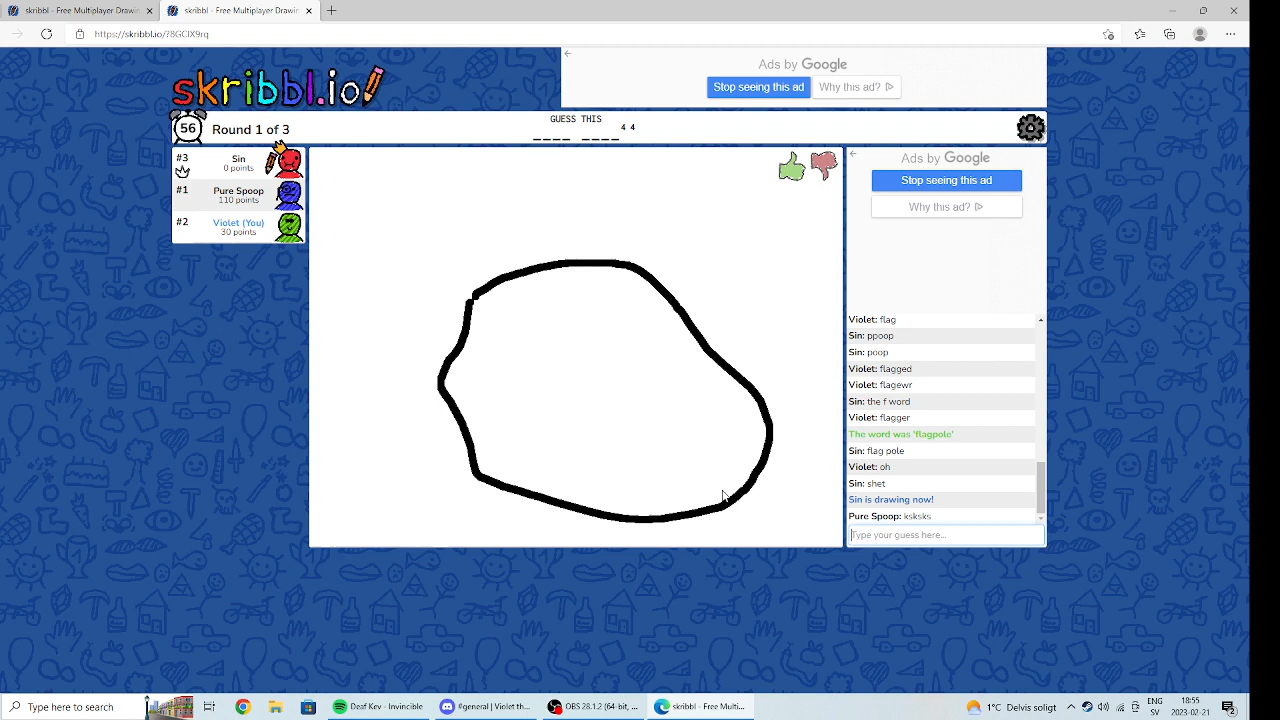 skribbl - Free Multiplayer Drawin
skribbl - Free Multiplayer Drawin
https://skribbl.io/?8GCIX9rq
skribbl.io
Ads by Google
Stop seeing this ad
Why this ad?
56
Round 1 of 3
GUESS THIS
____ ____ 4 4
#3
Sin
0 points
#1
Pure Spoop
110 points
#2
Violet (You)
30 points
Ads by Google
Stop seeing this ad
Why this ad?
Violet: flag
Sin: ppoop
Sin: poop
Violet: flagged
Violet: flagewr
Sin: the f word
Violet: flagger
The word was 'flagpole'
Sin: flag pole
Violet: oh
Sin: shet
Sin is drawing now!
Pure Spoop: ksksks
Type your guess here...
Type here to search
Deaf Kev - Invincible
#general | Violet th...
OBS 28.1.2 (64-bit, ...
skribbl - Free Multi...
1°C Delvis soligt
ENG
SV
18:55
2023-02-21
2